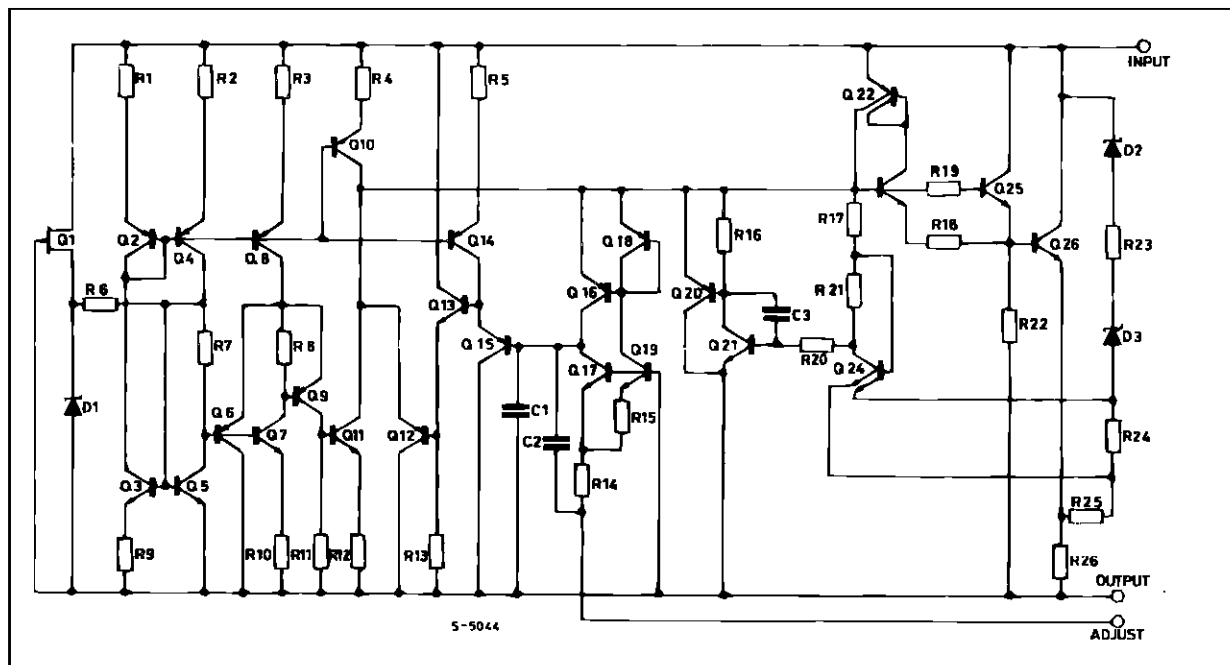 INPUT
R1 R2 R3 R4 R5
Q22
Q10
D2
R19
Q25
R17
R18
Q1 Q2 Q4 Q8 Q14 Q18 R16 Q26 R23
R6 Q13 Q16 Q20 C3 R21
R7 R8 Q15 Q17 Q19 Q21 R20 Q24 R22 D3
D1 Q6 Q9 C1 R15
Q7 Q11 Q12 C2 R24
Q3 Q5 R14
R25
R9 R10 R11 R12 R13 R26
OUTPUT
S-5044
ADJUST